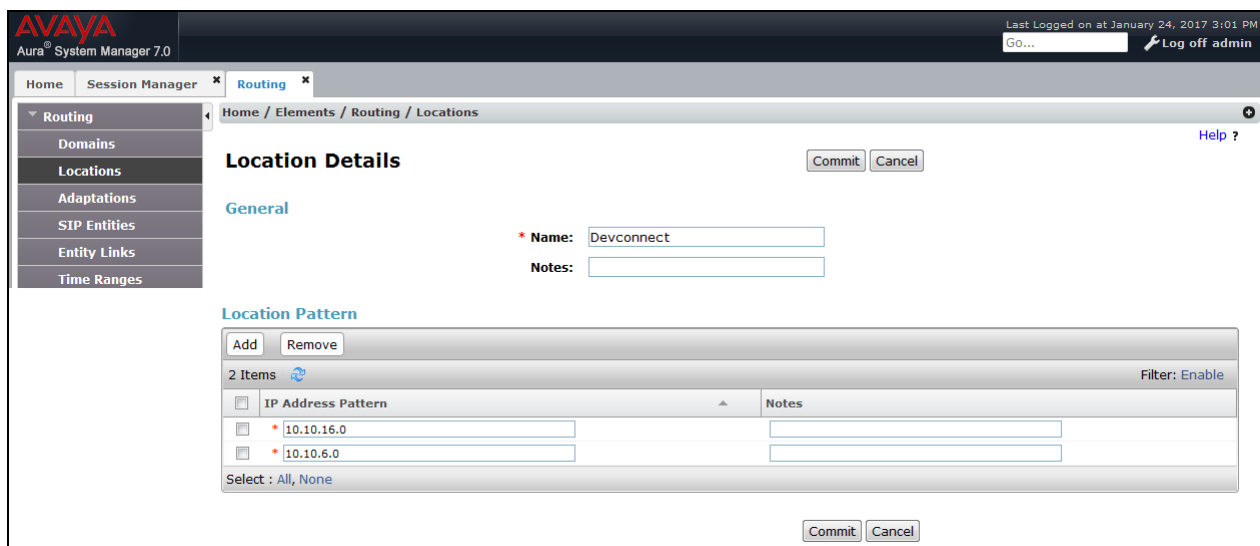 AVAYA
Aura® System Manager 7.0
Last Logged on at January 24, 2017 3:01 PM
Go...
Log off admin
Home
Session Manager ×
Routing ×
Routing
Domains
Locations
Adaptations
SIP Entities
Entity Links
Time Ranges
Home / Elements / Routing / Locations
Help ?
Location Details
Commit Cancel
General
* Name: Devconnect
Notes:
Location Pattern
Add Remove
2 Items
Filter: Enable
IP Address Pattern Notes
* 10.10.16.0
* 10.10.6.0
Select : All, None
Commit Cancel